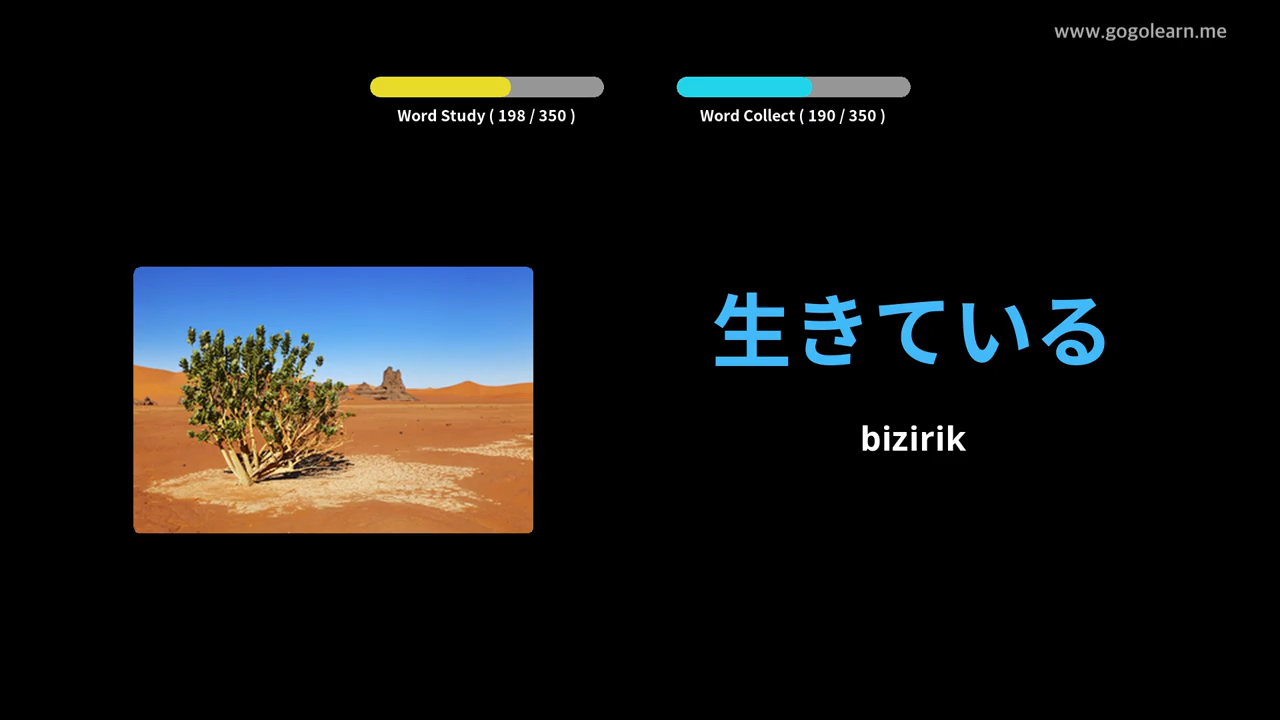 www.gogolearn.me
Word Study ( 198 / 350 )
Word Collect ( 190 / 350 )
生きている
bizirik